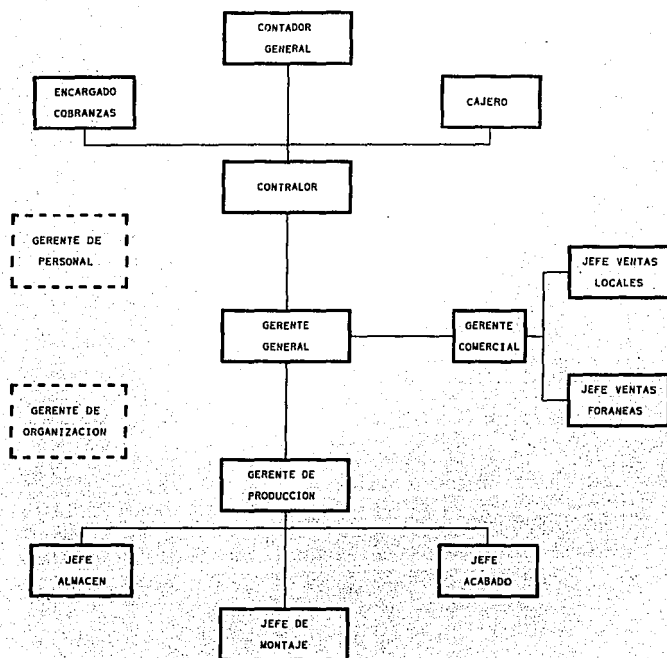 CONTADOR
GENERAL
ENCARGADO
COBRANZAS
CAJERO
CONTRALOR
GERENTE DE
PERSONAL
JEFE VENTAS
LOCALES
GERENTE
GENERAL
GERENTE
COMERCIAL
JEFE VENTAS
FORANEAS
GERENTE DE
ORGANIZACION
GERENTE DE
PRODUCCION
JEFE
ALMACEN
JEFE
ACABADO
JEFE DE
MONTAJE